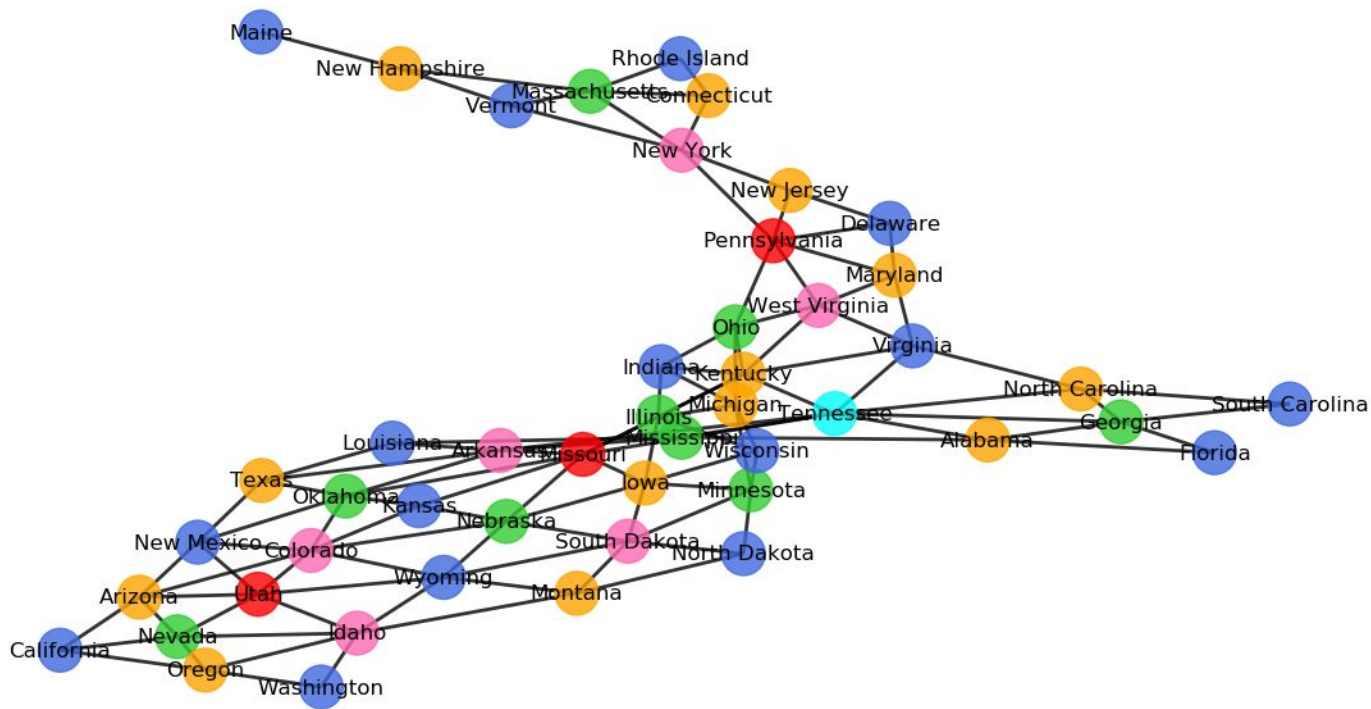 Maine
Rhode Island
New Hampshire
Massachusetts
Connecticut
Vermont
New York
New Jersey
Delaware
Pennsylvania
Maryland
West Virginia
Ohio
Virginia
Indiana
Kentucky
North Carolina
Michigan
South Carolina
Tennessee
Illinois
Georgia
Mississippi
Alabama
Louisiana
Arkansas
Missouri
Wisconsin
Florida
Texas
Iowa
Minnesota
Oklahoma
Kansas
Nebraska
New Mexico
Colorado
South Dakota
North Dakota
Wyoming
Arizona
Utah
Montana
Nevada
Idaho
California
Oregon
Washington